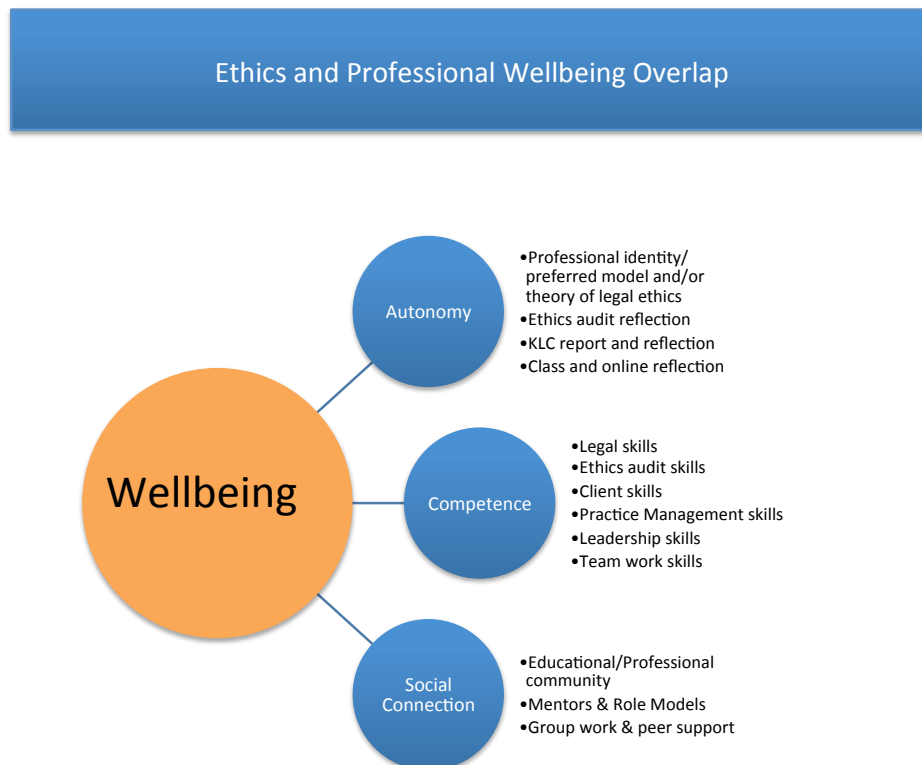 Ethics and Professional Wellbeing Overlap
Wellbeing
Autonomy
•Professional identity/
preferred model and/or
theory of legal ethics
•Ethics audit reflection
•KLC report and reflection
•Class and online reflection
Competence
•Legal skills
•Ethics audit skills
•Client skills
•Practice Management skills
•Leadership skills
•Team work skills
Social
Connection
•Educational/Professional
community
•Mentors & Role Models
•Group work & peer support